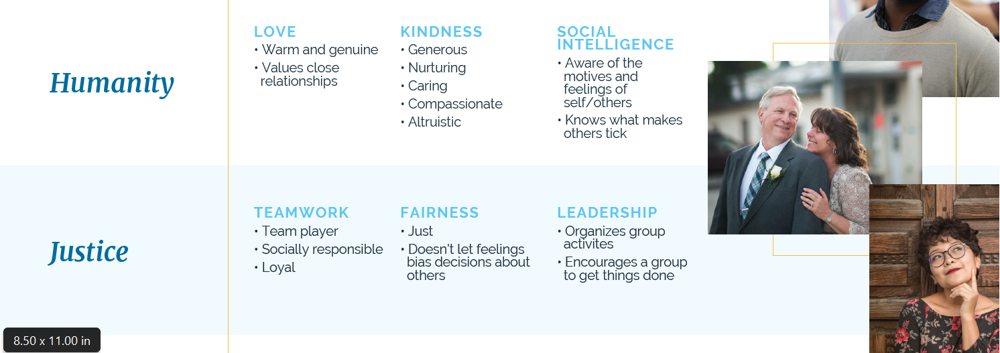 Humanity
LOVE
• Warm and genuine
• Values close
relationships
KINDNESS
• Generous
• Nurturing
• Caring
• Compassionate
• Altruistic
SOCIAL
INTELLIGENCE
• Aware of the
motives and
feelings of
self/others
• Knows what makes
others tick
Justice
TEAMWORK
• Team player
• Socially responsible
• Loyal
FAIRNESS
• Just
• Doesn't let feelings
bias decisions about
others
LEADERSHIP
• Organizes group
activites
• Encourages a group
to get things done
8.50 x 11.00 in